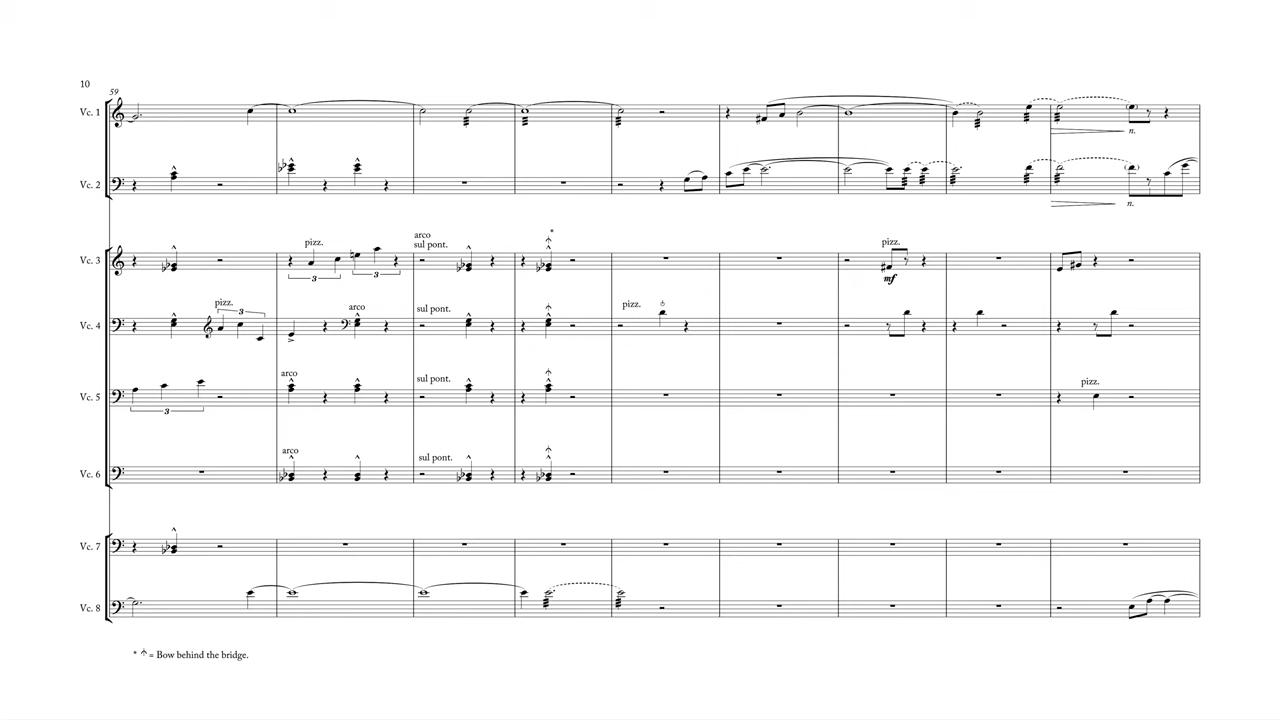 10
59
Vc. 1
n.
Vc. 2
n.
arco
pizz.
sul pont.
*
pizz.
Vc. 3
3
3
mf
pizz.
3
arco
sul pont.
pizz.
Vc. 4
arco
sul pont.
pizz.
Vc. 5
3
arco
sul pont.
Vc. 6
Vc. 7
Vc. 8
* = Bow behind the bridge.